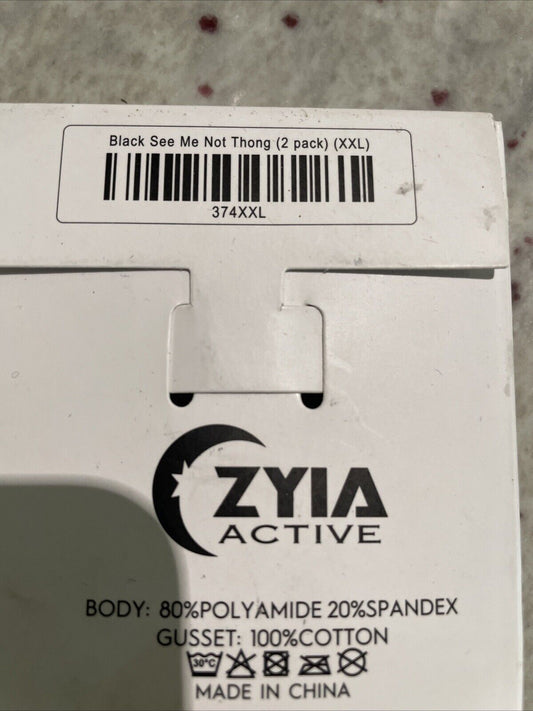 Black See Me Not Thong (2 pack) (XXL)
374XXL
ZYIA
ACTIVE
BODY: 80%POLYAMIDE 20%SPANDEX
GUSSET: 100%COTTON
30°C
MADE IN CHINA